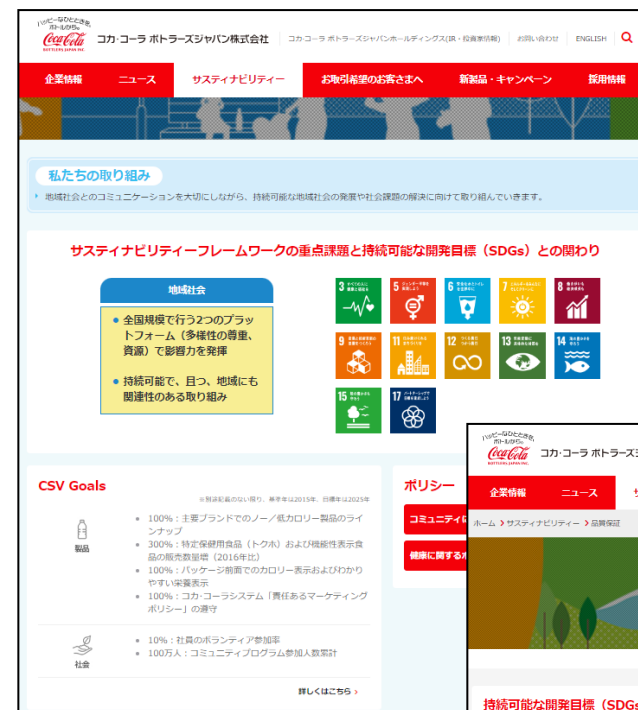 ハッピーなひとときを、
ボトルから。
Coca-Cola
BOTTLERS JAPAN INC.
コカ·コーラ ボトラーズジャパン株式会社
コカ·コーラ ボトラーズジャパンホールディングス(IR・投資家情報)
お問い合わせ
ENGLISH
企業情報
ニュース
サスティナビリティー
お取引希望のお客さまへ
新製品・キャンペーン
採用情報
私たちの取り組み
地域社会とのコミュニケーションを大切にしながら、持続可能な地域社会の発展や社会課題の解決に向けて取り組んでいきます。
サスティナビリティーフレームワークの重点課題と持続可能な開発目標（SDGs）との関わり
地域社会
• 全国規模で行う2つのプラッ
トフォーム（多様性の尊重、
資源）で影響力を発揮
• 持続可能で、且つ、地域にも
関連性のある取り組み
3
5
6
7
8
9
11
12
13
14
15
17
CSV Goals
※別途記載のない限り、基準年は2015年、目標年は2025年
製品
• 100%：主要ブランドでのノー／低カロリー製品のライ
ンナップ
• 300%：特定保健用食品（トクホ）および機能性表示食
品の販売数量増（2016年比）
• 100%：パッケージ前面でのカロリー表示およびわかり
やすい栄養表示
• 100%：コカ·コーラシステム「責任あるマーケティング
ポリシー」の遵守
社会
• 10%：社員のボランティア参加率
• 100万人：コミュニティプログラム参加人数累計
詳しくはこちら ›
ポリシー
コミュニティ
健康に関する
ハッピーなひとときを、
ボトルから。
Coca-Cola
BOTTLERS JAPAN INC.
コカ·コーラ ボトラーズ
企業情報
ニュース
ホーム › サスティナビリティー › 品質保証
持続可能な開発目標（SDGs